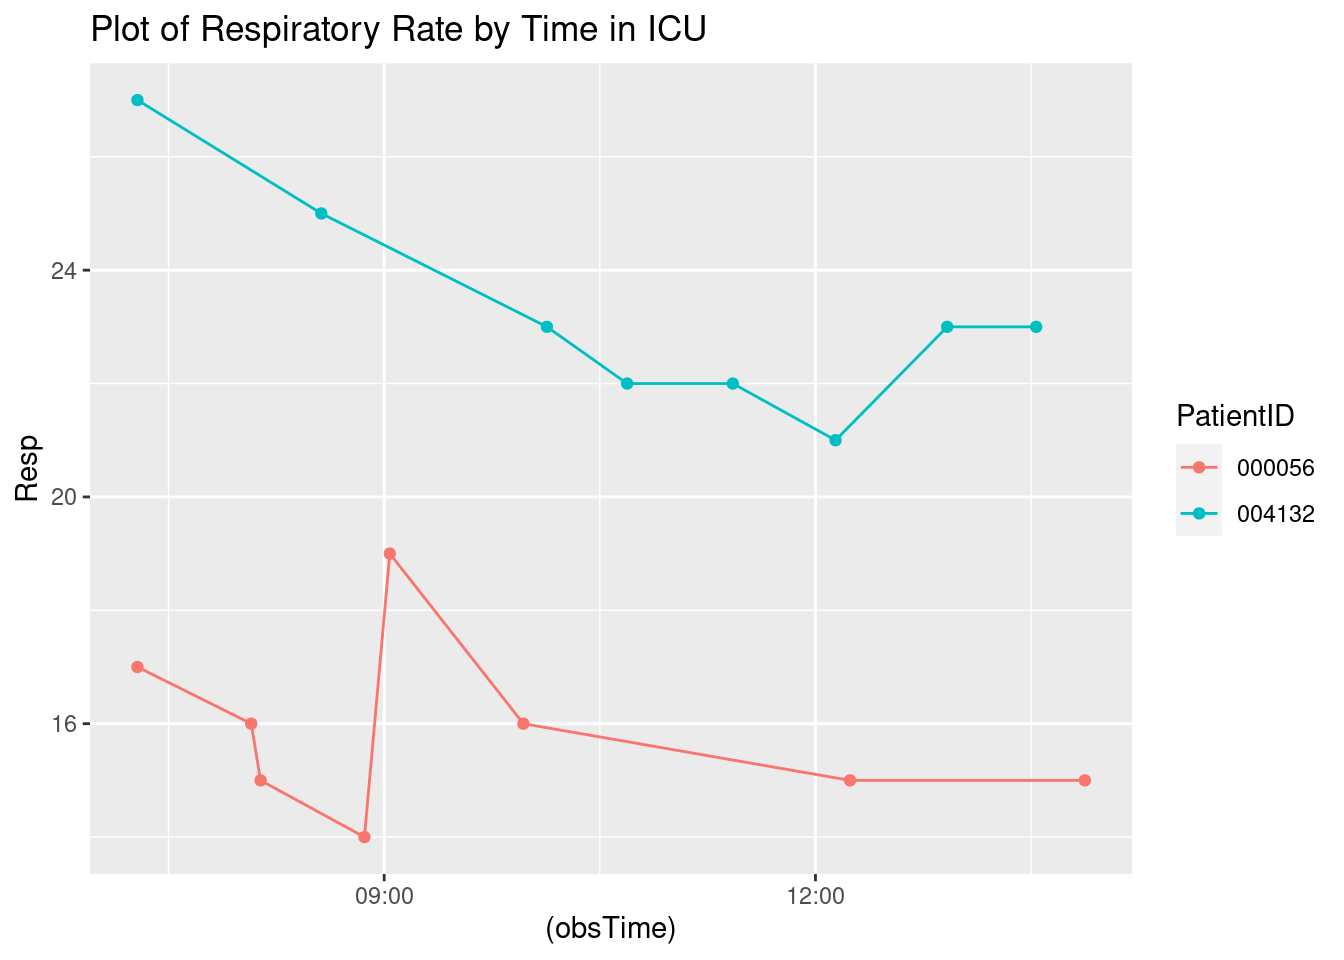 Plot of Respiratory Rate by Time in ICU
Resp
24
20
16
09:00
12:00
(obsTime)
PatientID
000056
004132